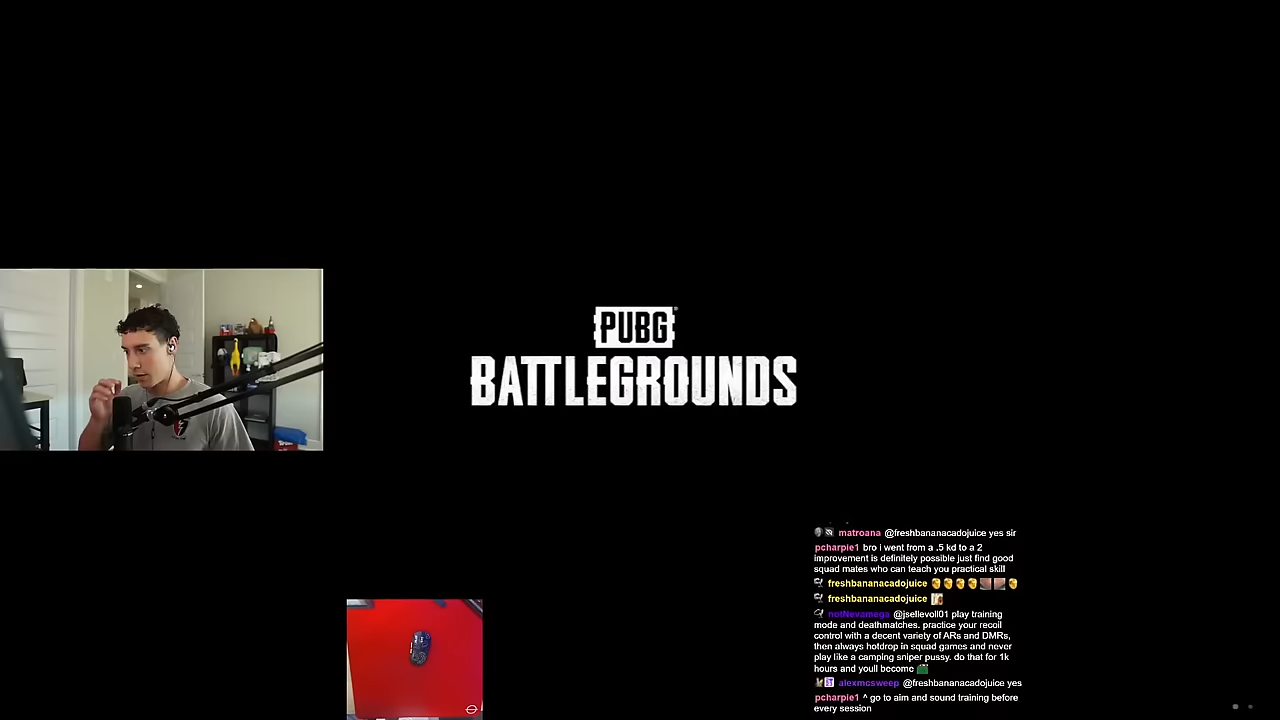 PUBG
BATTLEGROUNDS
matroana @freshbananacadojuice yes sir
pcharpie1 bro i went from a .5 kd to a 2
improvement is definitely possible just find good
squad mates who can teach you practical skill
freshbananacadojuice
freshbananacadojuice
notNevamega @jsellevoll01 play training
mode and deathmatches. practice your recoil
control with a decent variety of ARs and DMRs,
then always hotdrop in squad games and never
play like a camping sniper pussy. do that for 1k
hours and youll become
alexmcsweep @freshbananacadojuice yes
pcharpie1 ^ go to aim and sound training before
every session